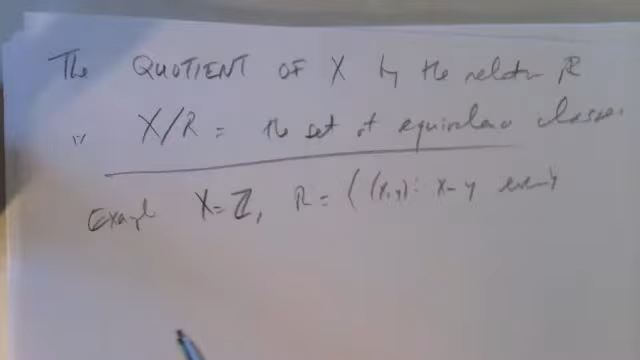 The QUOTIENT OF X by the relation R
is X/R = the set of equivalence classes
Example X = ℤ, R = {(x,y): x-y even}